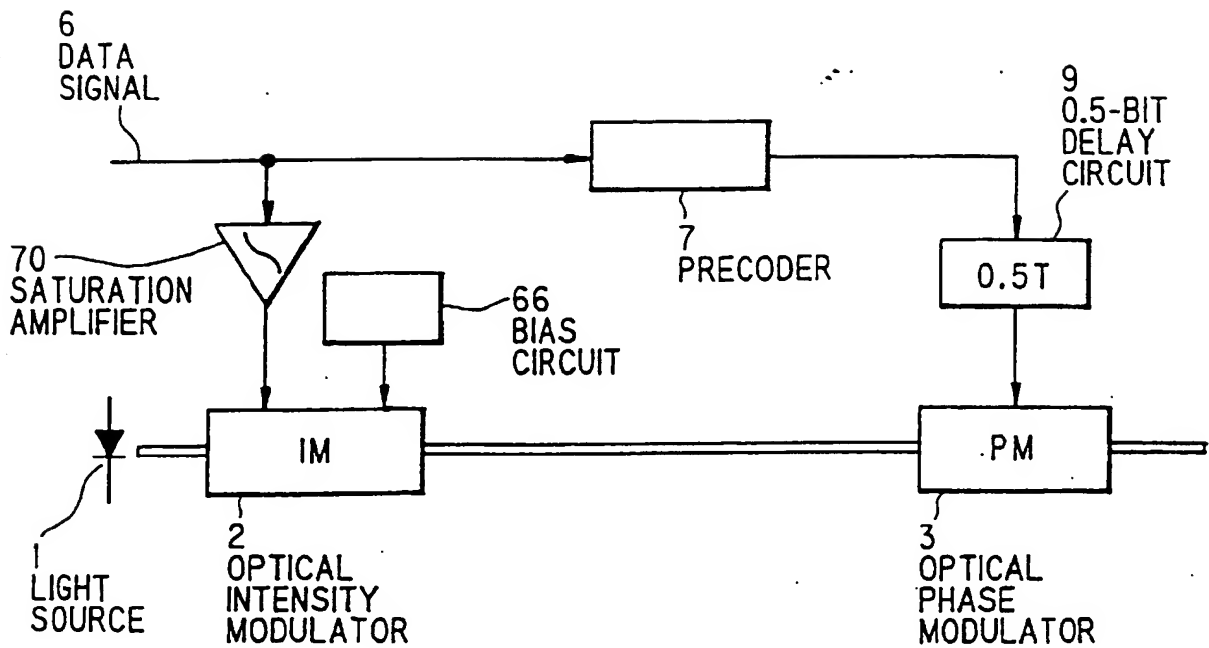 6
DATA
SIGNAL
9
0.5-BIT
DELAY
CIRCUIT
7
PRECODER
70
SATURATION
AMPLIFIER
66
BIAS
CIRCUIT
0.5T
IM
PM
1
LIGHT
SOURCE
2
OPTICAL
INTENSITY
MODULATOR
3
OPTICAL
PHASE
MODULATOR